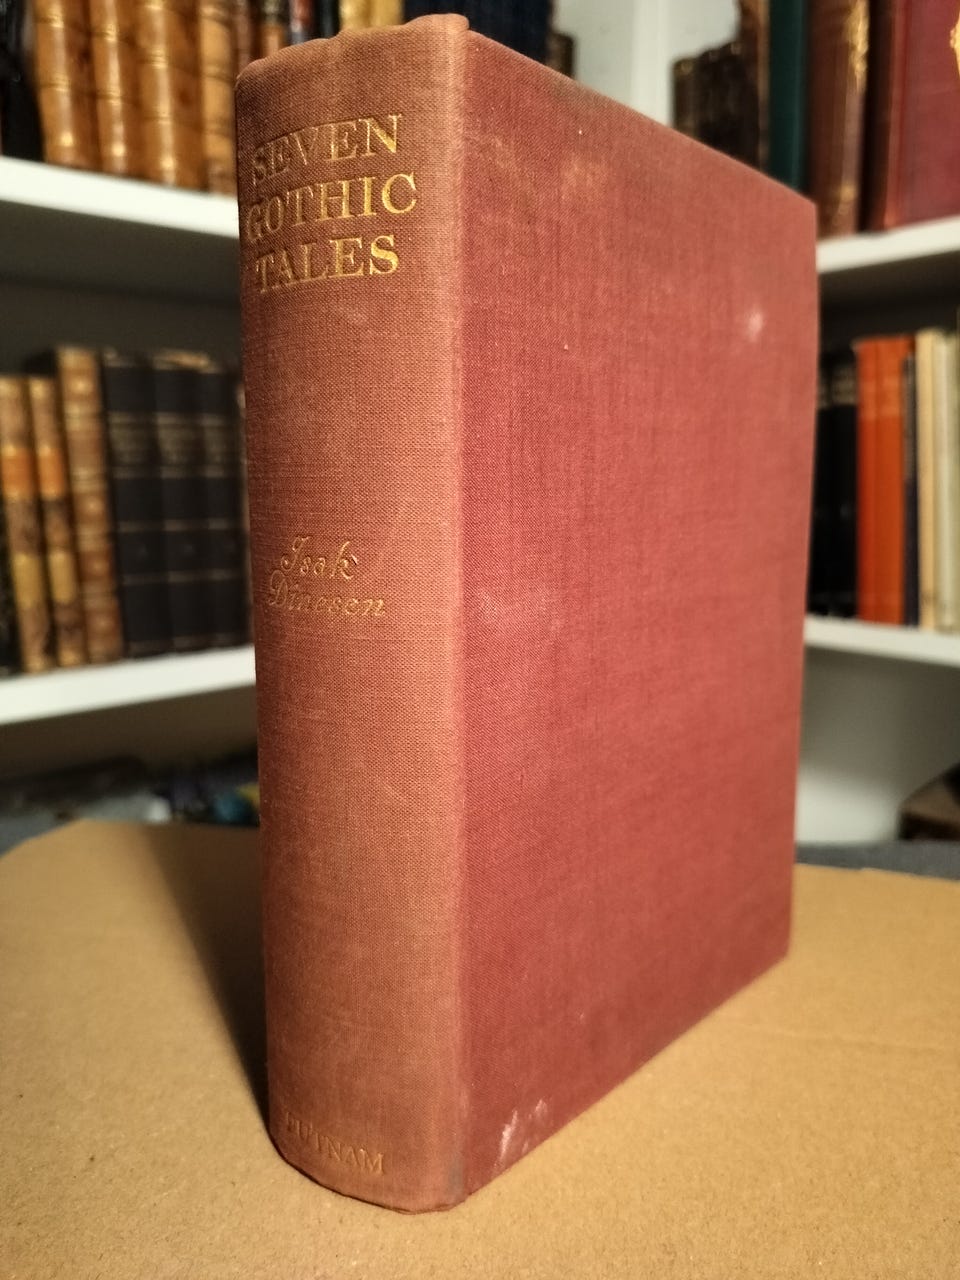 SEVEN
GOTHIC
TALES
Isak
Dinesen
PUTNAM